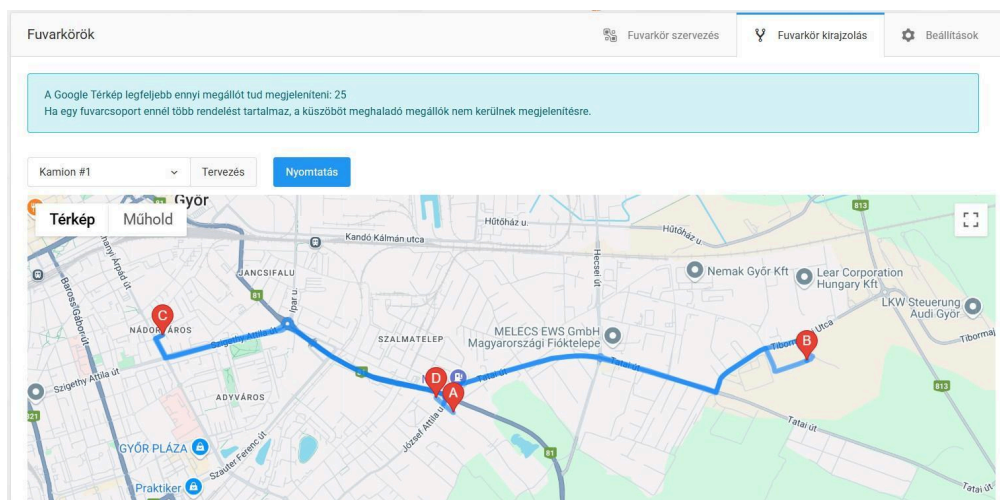 Fuvarkörök
Fuvarkör szervezés
Fuvarkör kirajzolás
Beállítások
A Google Térkép legfeljebb ennyi megállót tud megjeleníteni: 25
Ha egy fuvarcsoport ennél több rendelést tartalmaz, a küszöböt meghaladó megállók nem kerülnek megjelenítésre.
Kamion #1
Tervezés
Nyomtatás
Győr
Térkép
Műhold
Hűtőház u.
813
Hűtőház u.
Kandó Kálmán utca
Hecsei út
Nemak Győr Kft
Lear Corporation
Hungary Kft
JANCSIFALU
Baross Gábor út
81
Ipar u.
LKW Steuerung
Audi Győr
C
NÁDORVÁROS
Szigethy Attila út
SZALMATELEP
MELECS EWS GmbH
Magyarországi Fióktelepe
B
D
A
Tatai út
Tatai út
Szigethy Attila út
ADYVÁROS
813
821
József Attila u.
Tatai út
GYŐR PLÁZA
Szauter Ferenc út
81
Praktiker
Tatai út